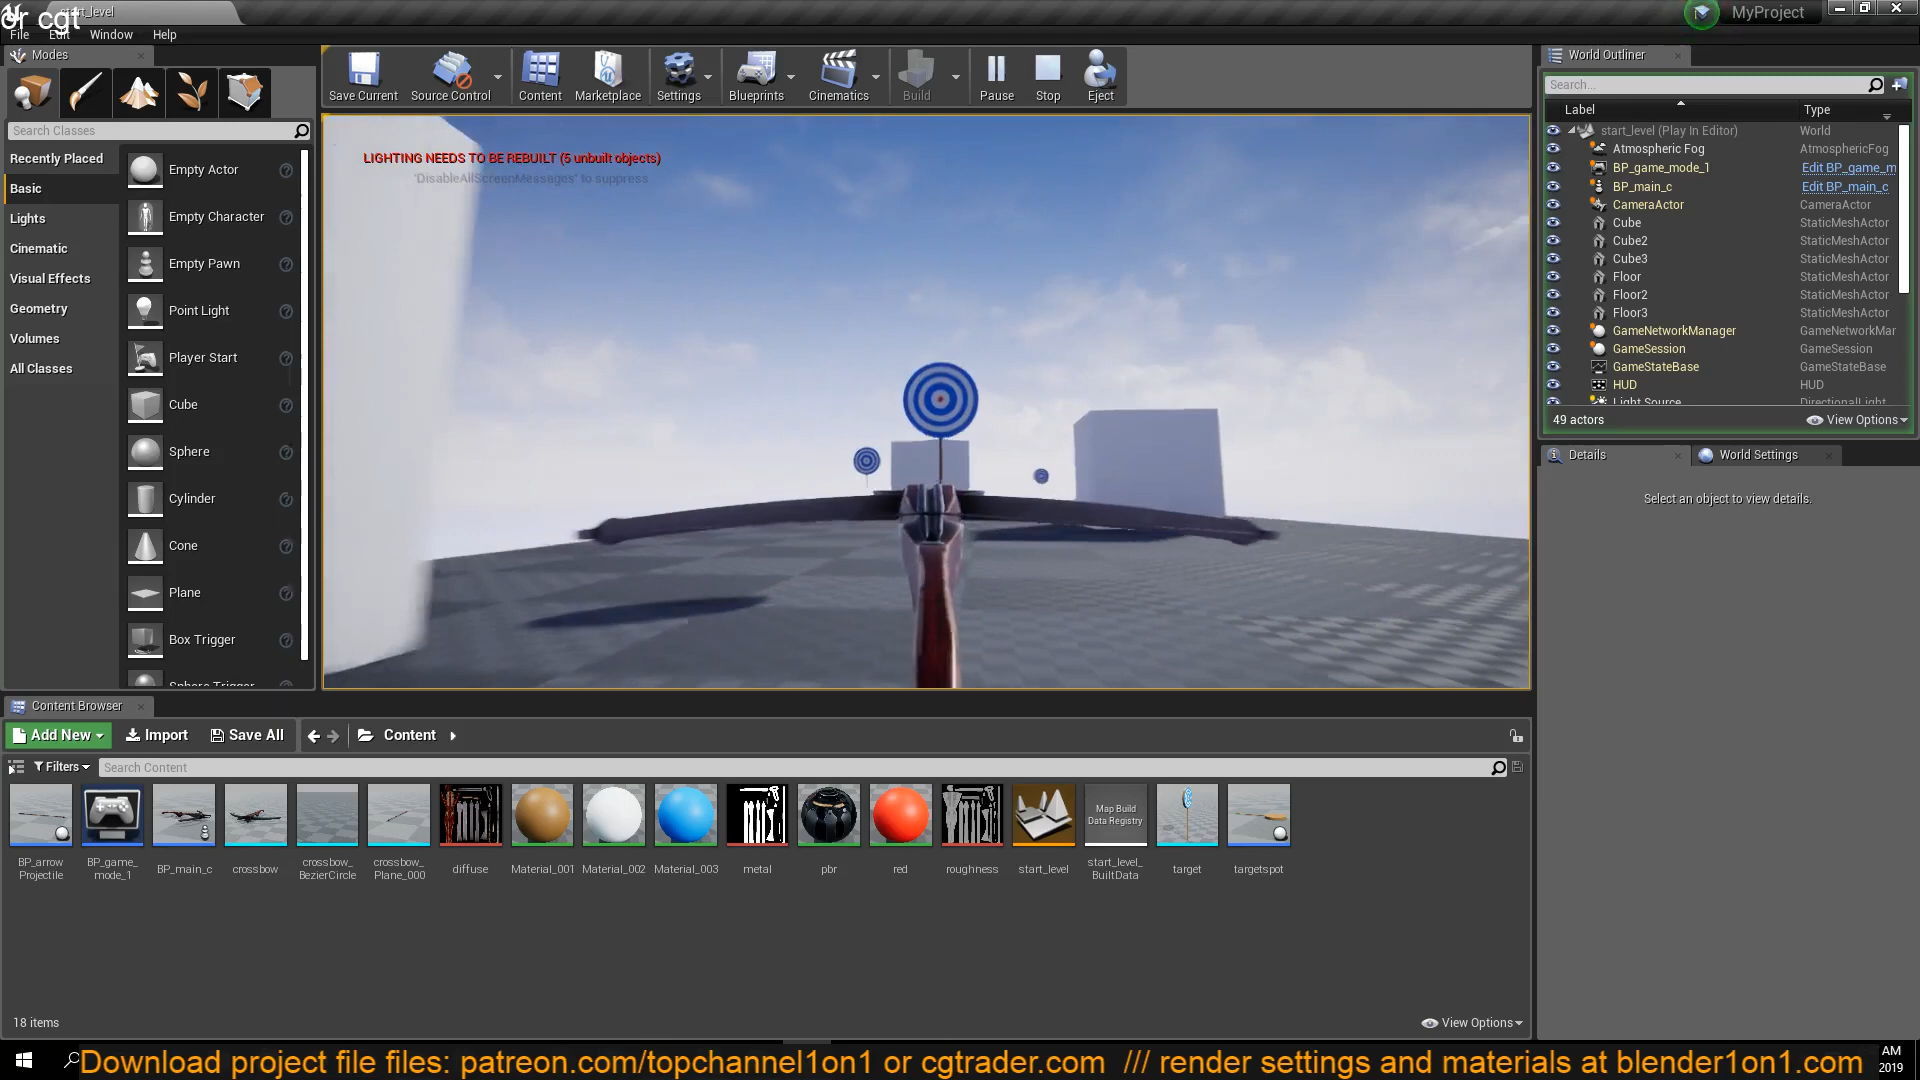 or cgt
start_level
MyProject
File Edit Window Help
Modes
Search Classes
Recently Placed
Basic
Lights
Cinematic
Visual Effects
Geometry
Volumes
All Classes
Empty Actor
Empty Character
Empty Pawn
Point Light
Player Start
Cube
Sphere
Cylinder
Cone
Plane
Box Trigger
Sphere Trigger
Save Current
Source Control
Content
Marketplace
Settings
Blueprints
Cinematics
Build
Pause
Stop
Eject
LIGHTING NEEDS TO BE REBUILT (5 unbuilt objects)
'DisableAllScreenMessages' to suppress
World Outliner
Search...
Label Type
start_level (Play In Editor) World
Atmospheric Fog AtmosphericFog
BP_game_mode_1 Edit BP_game_m
BP_main_c Edit BP_main_c
CameraActor CameraActor
Cube StaticMeshActor
Cube2 StaticMeshActor
Cube3 StaticMeshActor
Floor StaticMeshActor
Floor2 StaticMeshActor
Floor3 StaticMeshActor
GameNetworkManager GameNetworkMar
GameSession GameSession
GameStateBase GameStateBase
HUD HUD
Light Source DirectionalLight
49 actors View Options
Details
World Settings
Select an object to view details.
Content Browser
Add New Import Save All Content
Filters Search Content
BP_arrow
Projectile
BP_game_
mode_1
BP_main_c
crossbow
crossbow_
BezierCircle
crossbow_
Plane_000
diffuse
Material_001
Material_002
Material_003
metal
pbr
red
roughness
start_level
Map Build
Data Registry
start_level_
BuiltData
target
targetspot
18 items View Options
Download project file files: patreon.com/topchannel1on1 or cgtrader.com /// render settings and materials at blender1on1.com
AM
2019